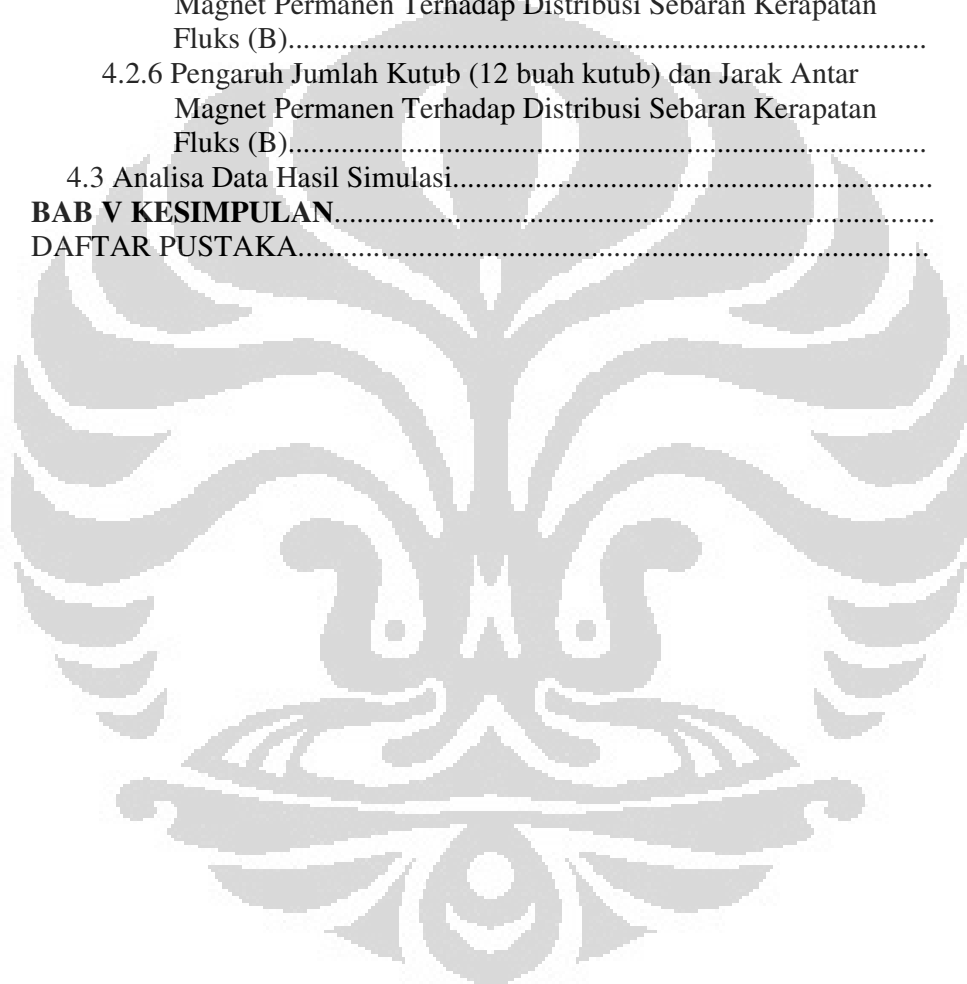 Magnet Permanen Terhadap Distribusi Sebaran Kerapatan
Fluks (B)....................................................................................
4.2.6 Pengaruh Jumlah Kutub (12 buah kutub) dan Jarak Antar
Magnet Permanen Terhadap Distribusi Sebaran Kerapatan
Fluks (B)....................................................................................
4.3 Analisa Data Hasil Simulasi...............................................................
BAB V KESIMPULAN...............................................................................
DAFTAR PUSTAKA...................................................................................